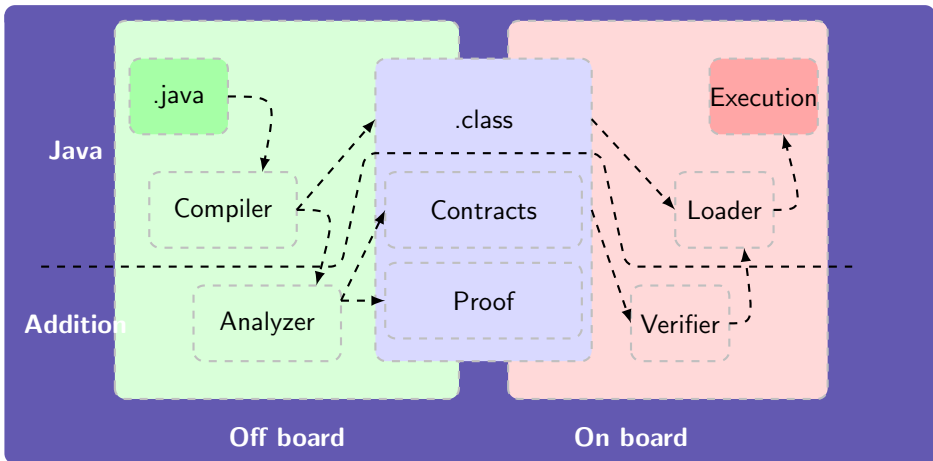 .java
Execution
.class
Java
Compiler
Contracts
Loader
Proof
Addition
Analyzer
Verifier
Off board
On board